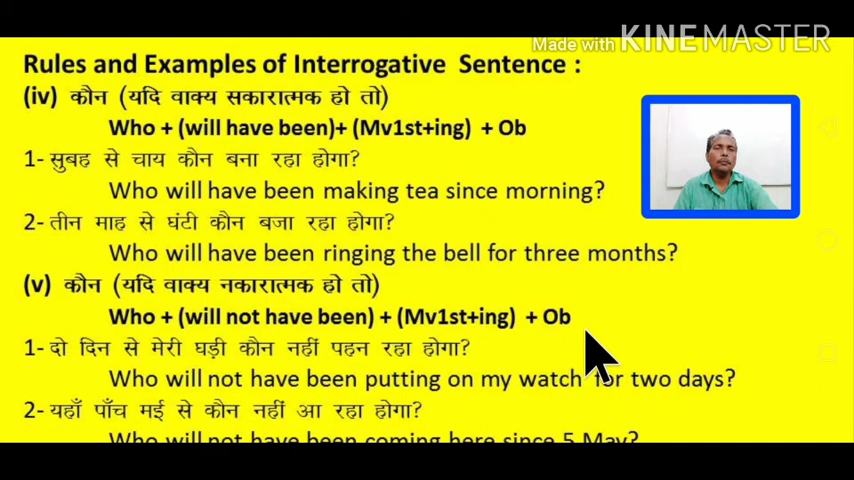 Made with KINEMASTER
Rules and Examples of Interrogative Sentence :
(iv) कौन (यदि वाक्य सकारात्मक हो तो)
Who + (will have been)+ (Mv1st+ing) + Ob
1- सुबह से चाय कौन बना रहा होगा?
Who will have been making tea since morning?
2- तीन माह से घंटी कौन बजा रहा होगा?
Who will have been ringing the bell for three months?
(v) कौन (यदि वाक्य नकारात्मक हो तो)
Who + (will not have been) + (Mv1st+ing) + Ob
1- दो दिन से मेरी घड़ी कौन नहीं पहन रहा होगा?
Who will not have been putting on my watch for two days?
2- यहाँ पाँच मई से कौन नहीं आ रहा होगा?
Who will not have been coming here since 5 May?